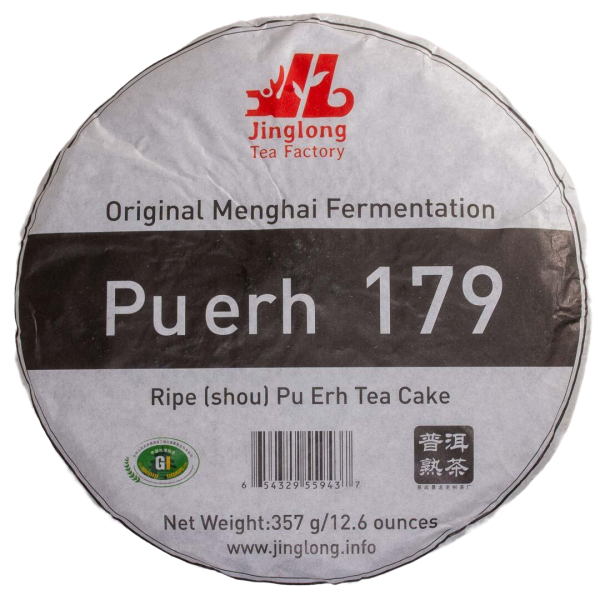 Jinglong
Tea Factory
Original Menghai Fermentation
Pu erh 179
Ripe (shou) Pu Erh Tea Cake
GI
普洱
熟茶
6 54329 55943 7
Net Weight:357 g/12.6 ounces
www.jinglong.info